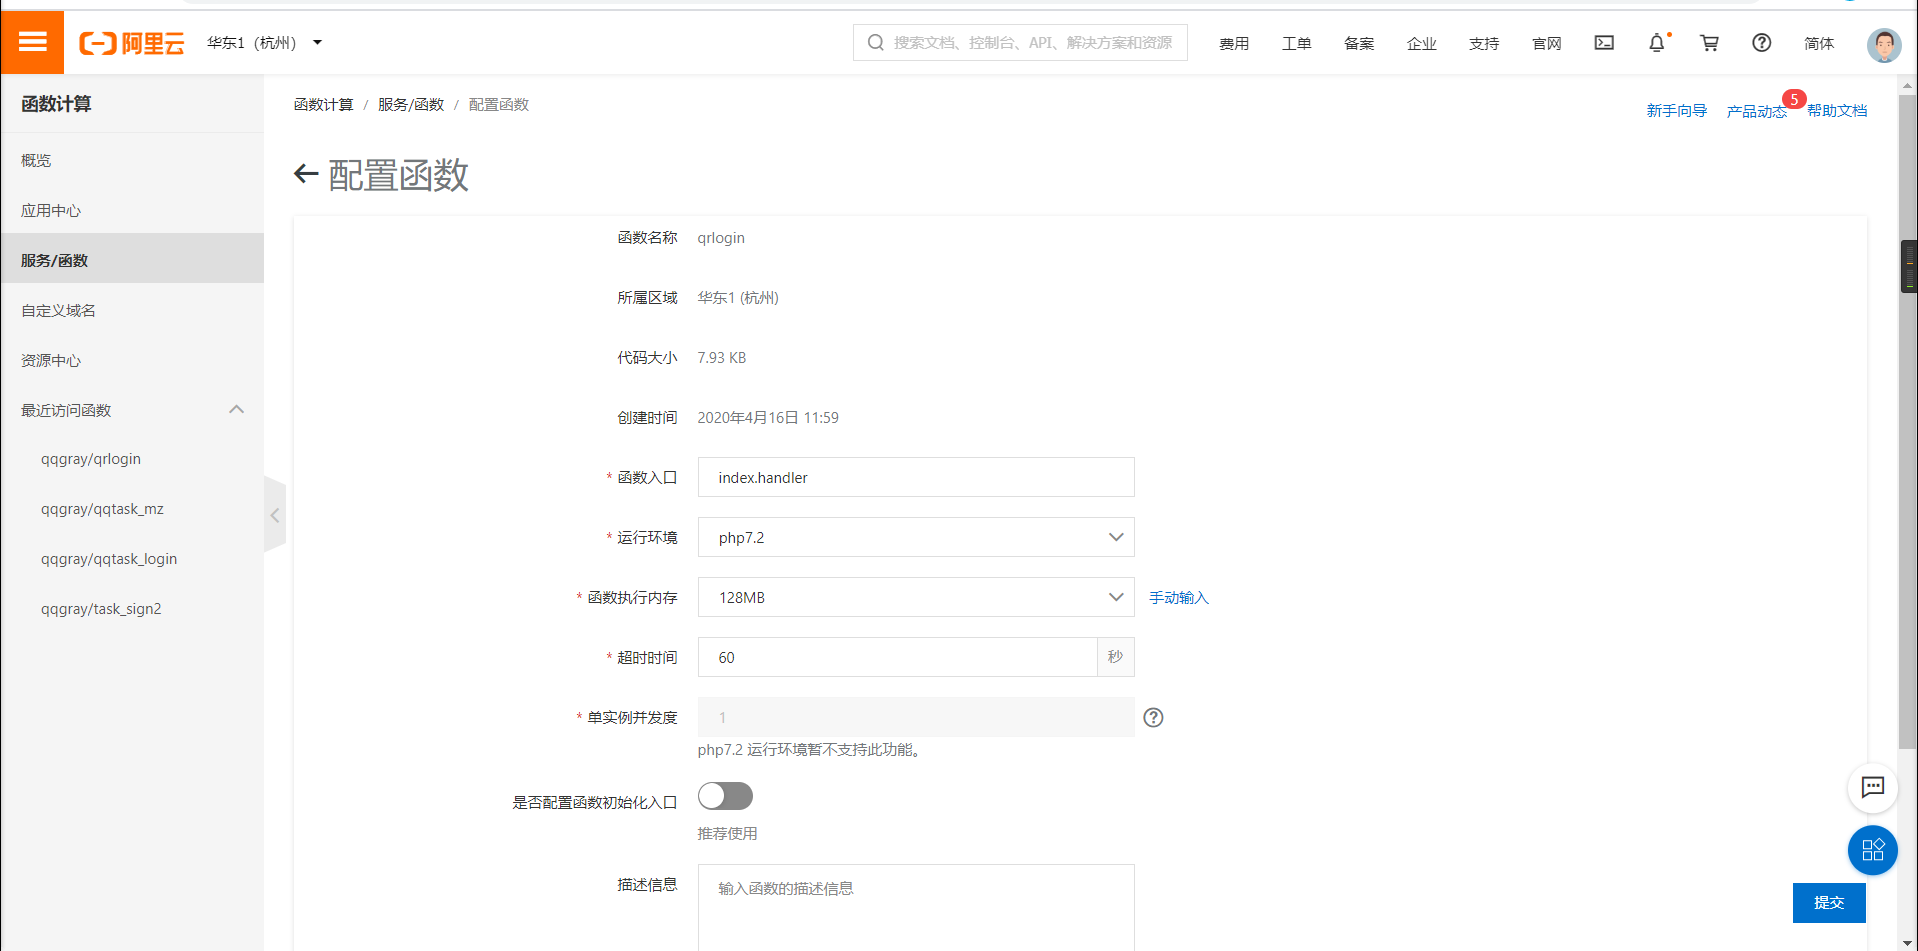 阿里云
华东1（杭州）
搜索文档、控制台、API、解决方案和资源
费用
工单
备案
企业
支持
官网
简体
函数计算
概览
应用中心
服务/函数
自定义域名
资源中心
最近访问函数
qqgray/qrlogin
qqgray/qqtask_mz
qqgray/qqtask_login
qqgray/task_sign2
函数计算 / 服务/函数 / 配置函数
新手向导
产品动态
5
帮助文档
配置函数
函数名称 qrlogin
所属区域 华东1 (杭州)
代码大小 7.93 KB
创建时间 2020年4月16日 11:59
* 函数入口 index.handler
* 运行环境 php7.2
* 函数执行内存 128MB 手动输入
* 超时时间 60 秒
* 单实例并发度 1
php7.2 运行环境暂不支持此功能。
是否配置函数初始化入口
推荐使用
描述信息 输入函数的描述信息
提交